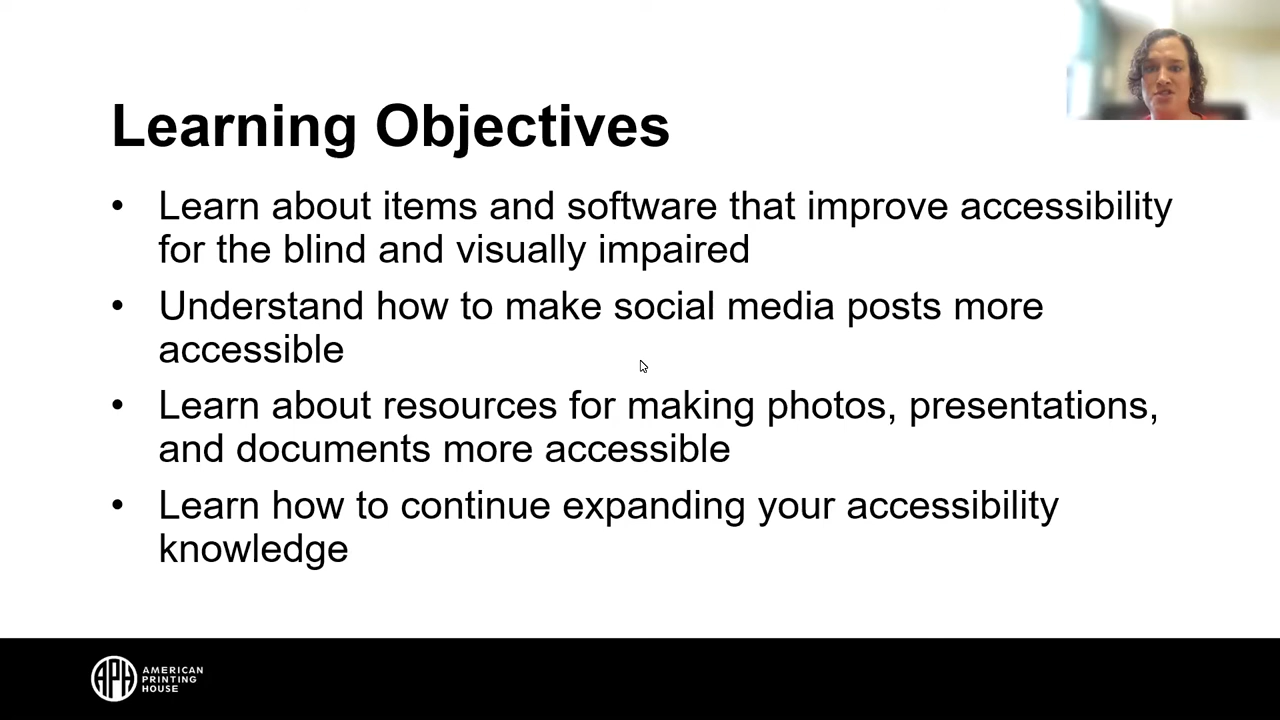 Learning Objectives
• Learn about items and software that improve accessibility
for the blind and visually impaired
• Understand how to make social media posts more
accessible
• Learn about resources for making photos, presentations,
and documents more accessible
• Learn how to continue expanding your accessibility
knowledge
APH
AMERICAN
PRINTING
HOUSE